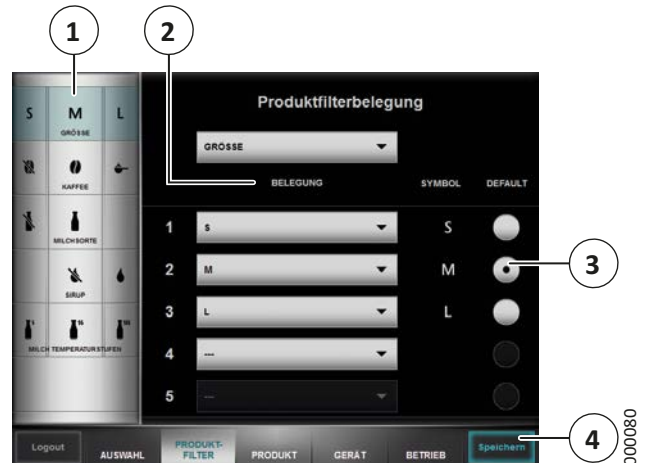 1
2
Produktfilterbelegung
S M L
GRÖSSE
GRÖSSE
BELEGUNG
SYMBOL
DEFAULT
KAFFEE
MILCHSORTE
SIRUP
MILCH TEMPERATURSTUFEN
1 S S
2 M M
3
3 L L
4 ---
5 ---
Logout
AUSWAHL
PRODUKT-
FILTER
PRODUKT
GERÄT
BETRIEB
Speichern
4
000080